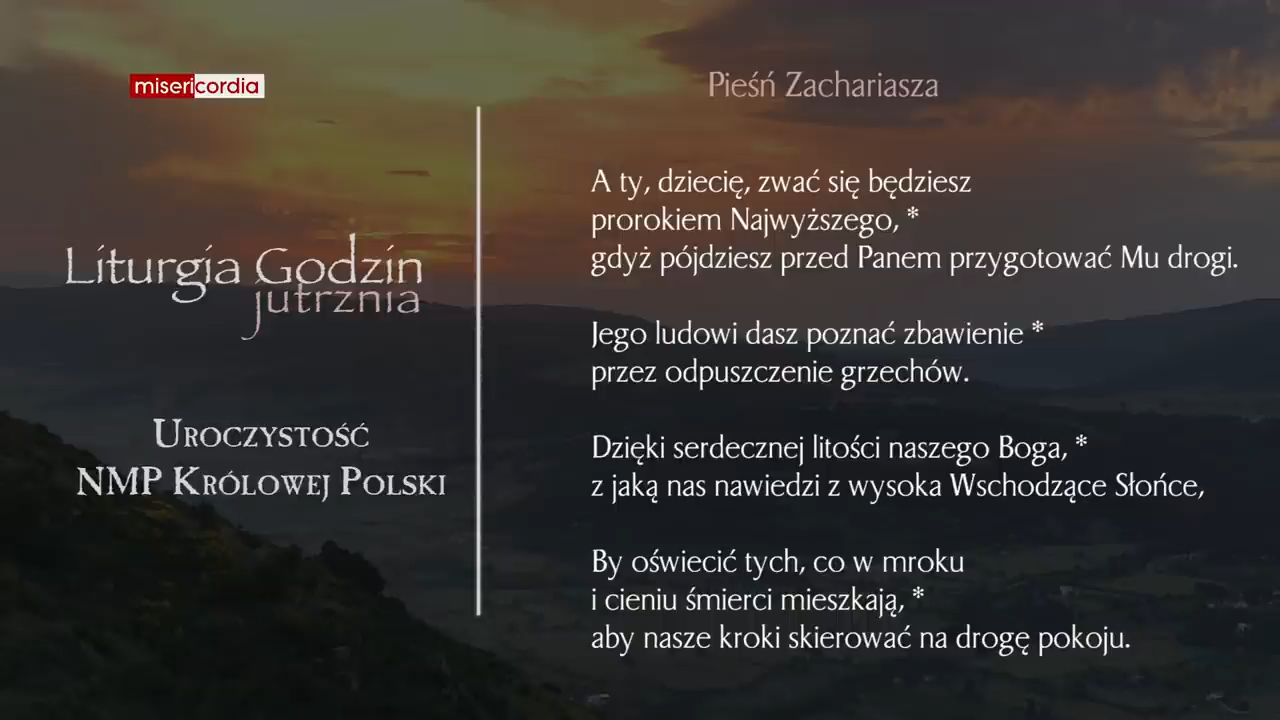 misericordia
Liturgia Godzin
jutrznia
Uroczystość
NMP Królowej Polski
Pieśń Zachariasza
A ty, dziecię, zwać się będziesz
prorokiem Najwyższego, *
gdyż pójdziesz przed Panem przygotować Mu drogi.
Jego ludowi dasz poznać zbawienie *
przez odpuszczenie grzechów.
Dzięki serdecznej litości naszego Boga, *
z jaką nas nawiedzi z wysoka Wschodzące Słońce,
By oświecić tych, co w mroku
i cieniu śmierci mieszkają, *
aby nasze kroki skierować na drogę pokoju.